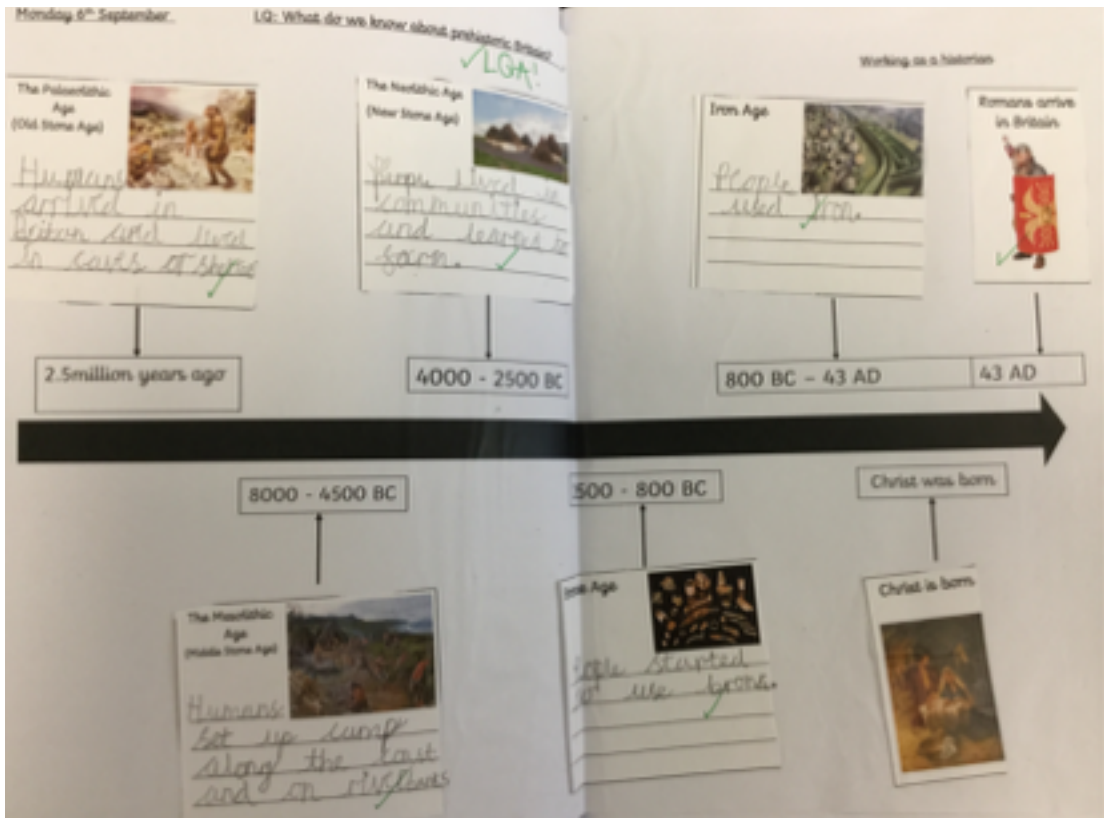 Monday 6th September
LQ: What do we know about prehistoric Britain?
✓LQA!
Working as a historian
The Palaeolithic
Age
(Old Stone Age)
Humans
arrived in
Britan and lived
in caves or
The Neolithic Age
(New Stone Age)
People lived in
communities
and to
farm.
Iron Age
People
used iron.
Romans arrive
in Britain
2.5million years ago
4000 - 2500 BC
800 BC – 43 AD
43 AD
8000 - 4500 BC
500 - 800 BC
Christ was born
The Mesolithic
Age
(Middle Stone Age)
Humans
set up camp
along the
and on
Age
started
use
Christ is born